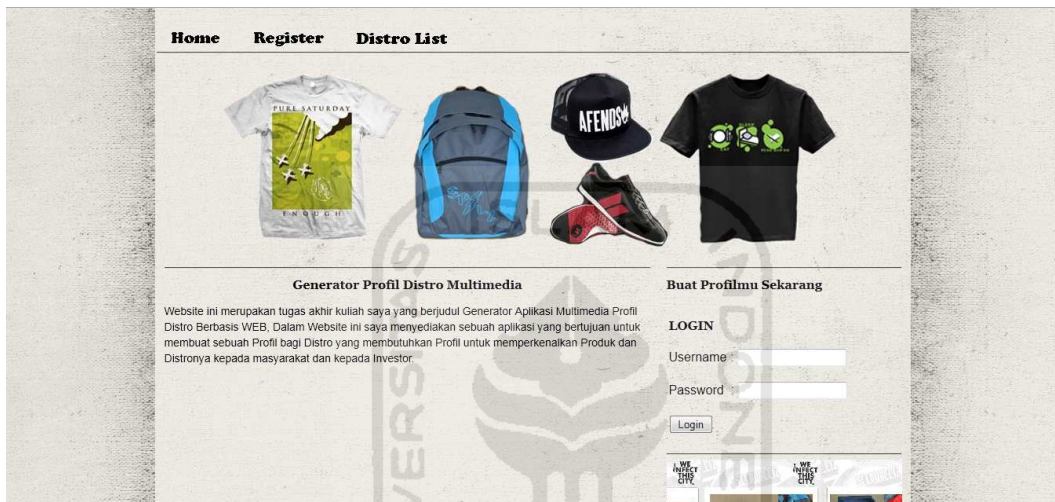 Home Register Distro List
PURE SATURDAY
ENOUGH
AFENDS
Generator Profil Distro Multimedia
Website ini merupakan tugas akhir kuliah saya yang berjudul Generator Aplikasi Multimedia Profil
Distro Berbasis WEB, Dalam Website ini saya menyediakan sebuah aplikasi yang bertujuan untuk
membuat sebuah Profil bagi Distro yang membutuhkan Profil untuk memperkenalkan Produk dan
Distronya kepada masyarakat dan kepada Investor.
Buat Profilmu Sekarang
LOGIN
Username :
Password :
Login
WE
INFECT
THIS
CITY
WE
INFECT
THIS
CITY